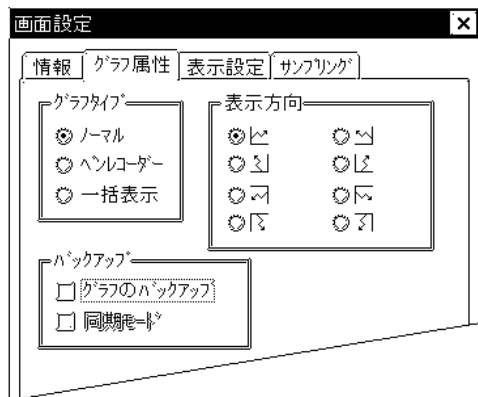 画面設定
情報 グラフ属性 表示設定 サンプリング
グラフタイプ
ノーマル
ペンレコーダー
一括表示
表示方向
バックアップ
グラフのバックアップ
同期モード